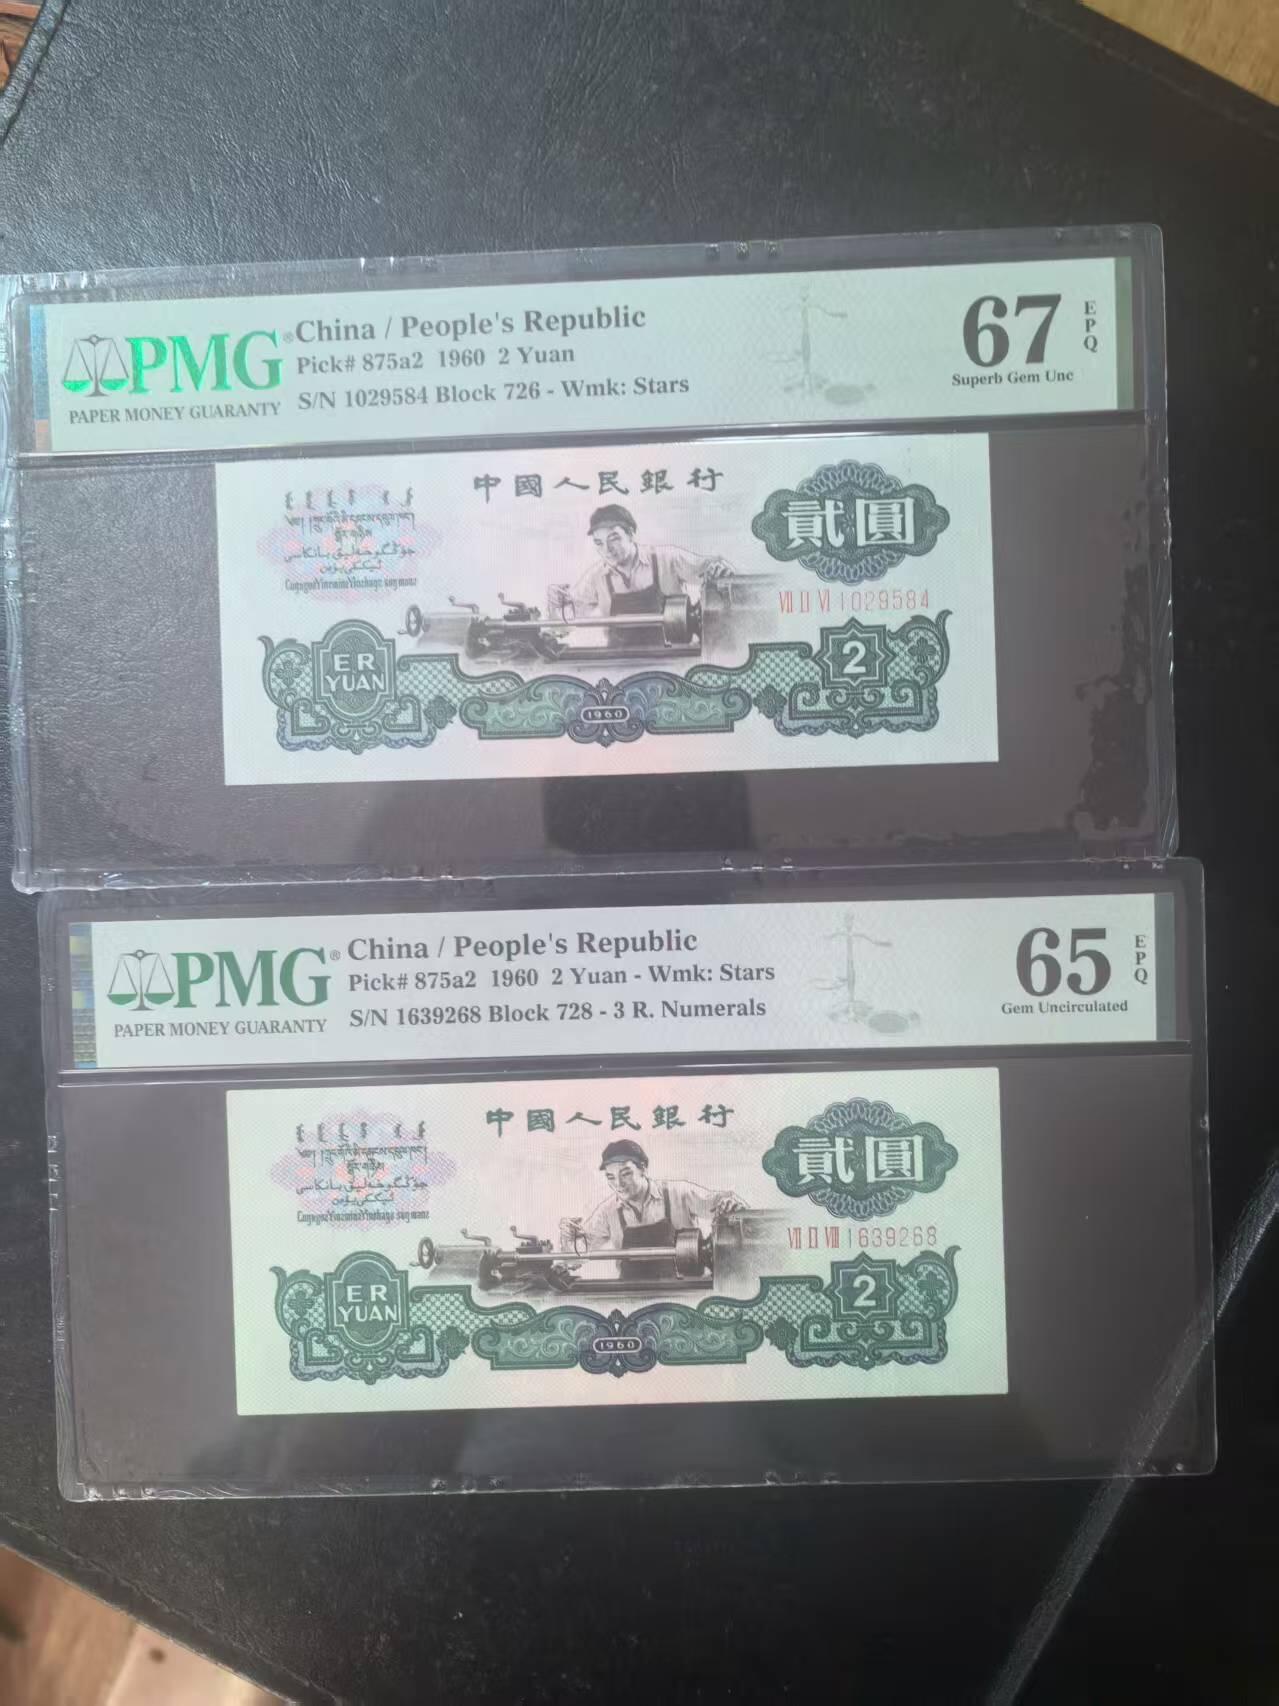 PMG®
PAPER MONEY GUARANTY
China / People's Republic
Pick# 875a2 1960 2 Yuan
S/N 1029584 Block 726 - Wmk: Stars
67
EPQ
Superb Gem Unc
中國人民銀行
貳圓
VII II VI 1029584
ER
YUAN
2
1960
PMG®
PAPER MONEY GUARANTY
China / People's Republic
Pick# 875a2 1960 2 Yuan - Wmk: Stars
S/N 1639268 Block 728 - 3 R. Numerals
65
EPQ
Gem Uncirculated
中國人民銀行
貳圓
VII II VIII 1639268
ER
YUAN
2
1960